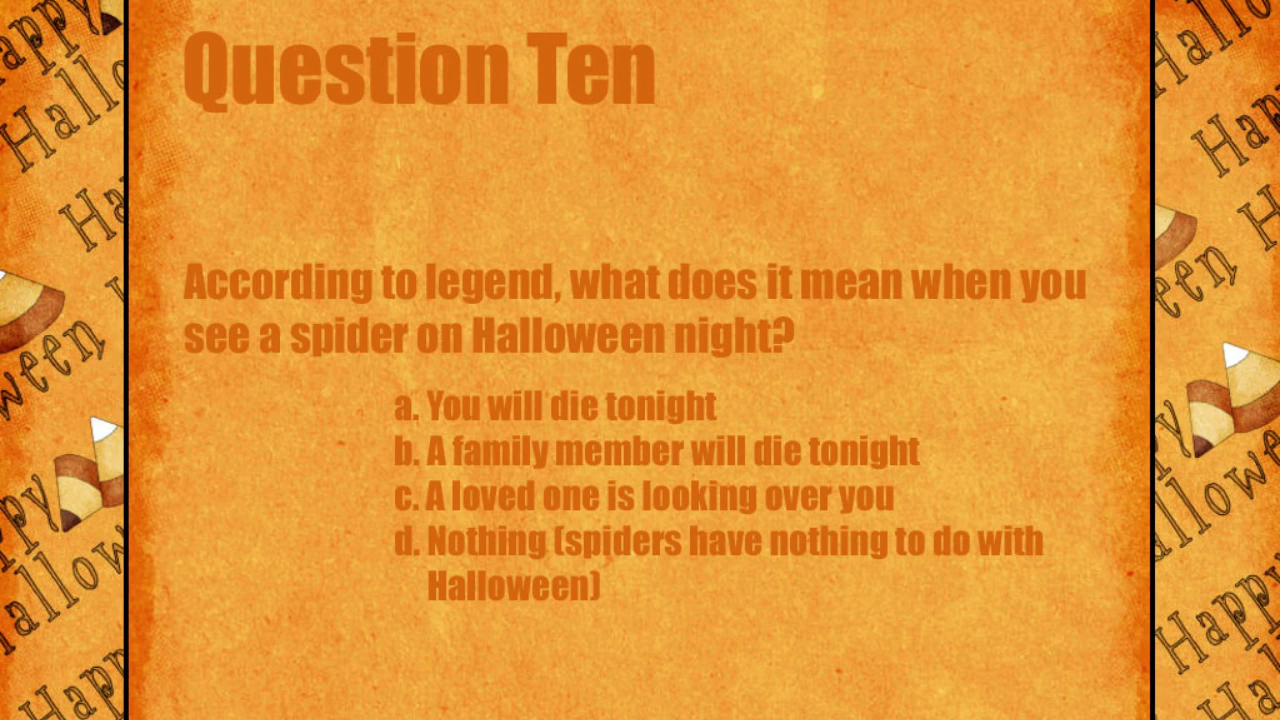 Question Ten
According to legend, what does it mean when you
see a spider on Halloween night?
a. You will die tonight
b. A family member will die tonight
c. A loved one is looking over you
d. Nothing (spiders have nothing to do with
Halloween)